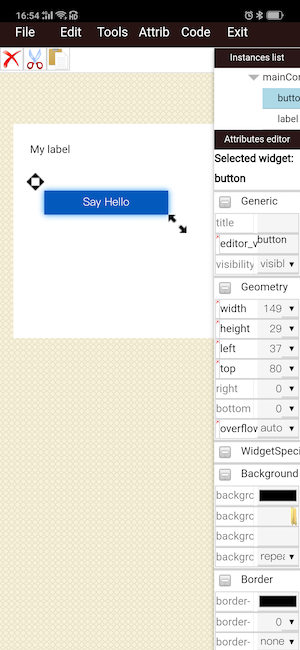 16:54
File Edit Tools Attrib Code Exit
Instances list
mainCor
butto
label
Attributes editor
Selected widget:
button
My label
Say Hello
Generic
title
editor_v button
visibility visibl
Geometry
width 149
height 29
left 37
top 80
right 0
bottom 0
overflow auto
WidgetSpeci
Background
backgrc
backgrc
backgrc
backgrc repea
Border
border-
border- 0
border- none